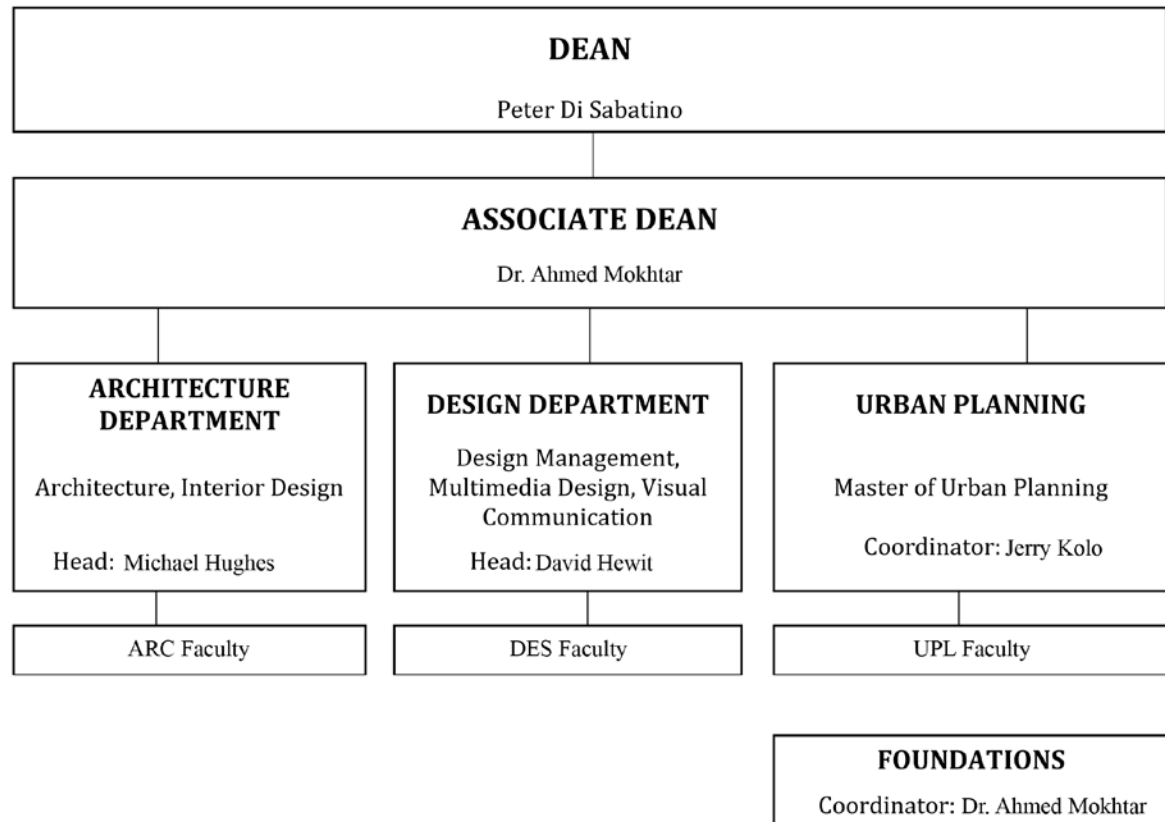 DEAN
Peter Di Sabatino
ASSOCIATE DEAN
Dr. Ahmed Mokhtar
ARCHITECTURE
DEPARTMENT
Architecture, Interior Design
Head: Michael Hughes
ARC Faculty
DESIGN DEPARTMENT
Design Management,
Multimedia Design, Visual
Communication
Head: David Hewit
DES Faculty
URBAN PLANNING
Master of Urban Planning
Coordinator: Jerry Kolo
UPL Faculty
FOUNDATIONS
Coordinator: Dr. Ahmed Mokhtar